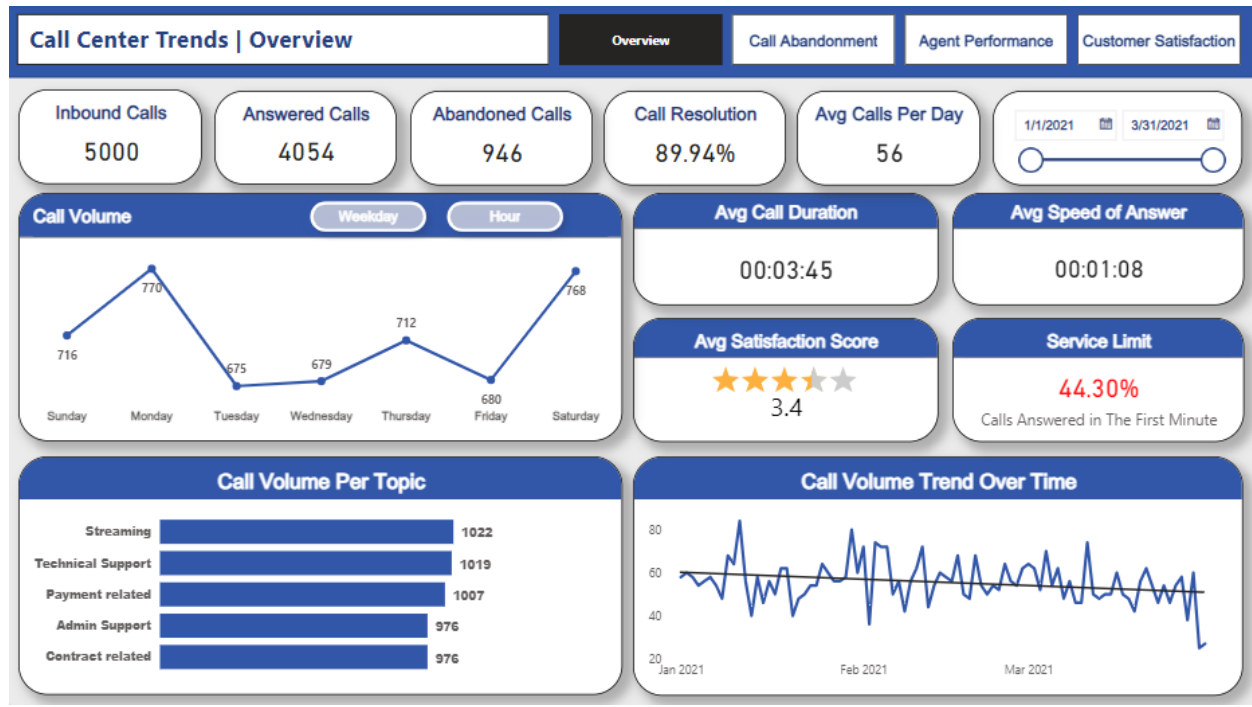 Call Center Trends | Overview
Overview
Call Abandonment
Agent Performance
Customer Satisfaction
Inbound Calls
5000
Answered Calls
4054
Abandoned Calls
946
Call Resolution
89.94%
Avg Calls Per Day
56
1/1/2021
3/31/2021
Call Volume
Weekday
Hour
770
768
716
712
675
679
680
Sunday
Monday
Tuesday
Wednesday
Thursday
Friday
Saturday
Avg Call Duration
00:03:45
Avg Speed of Answer
00:01:08
Avg Satisfaction Score
3.4
Service Limit
44.30%
Calls Answered in The First Minute
Call Volume Per Topic
Streaming 1022
Technical Support 1019
Payment related 1007
Admin Support 976
Contract related 976
Call Volume Trend Over Time
80
60
40
20
Jan 2021
Feb 2021
Mar 2021